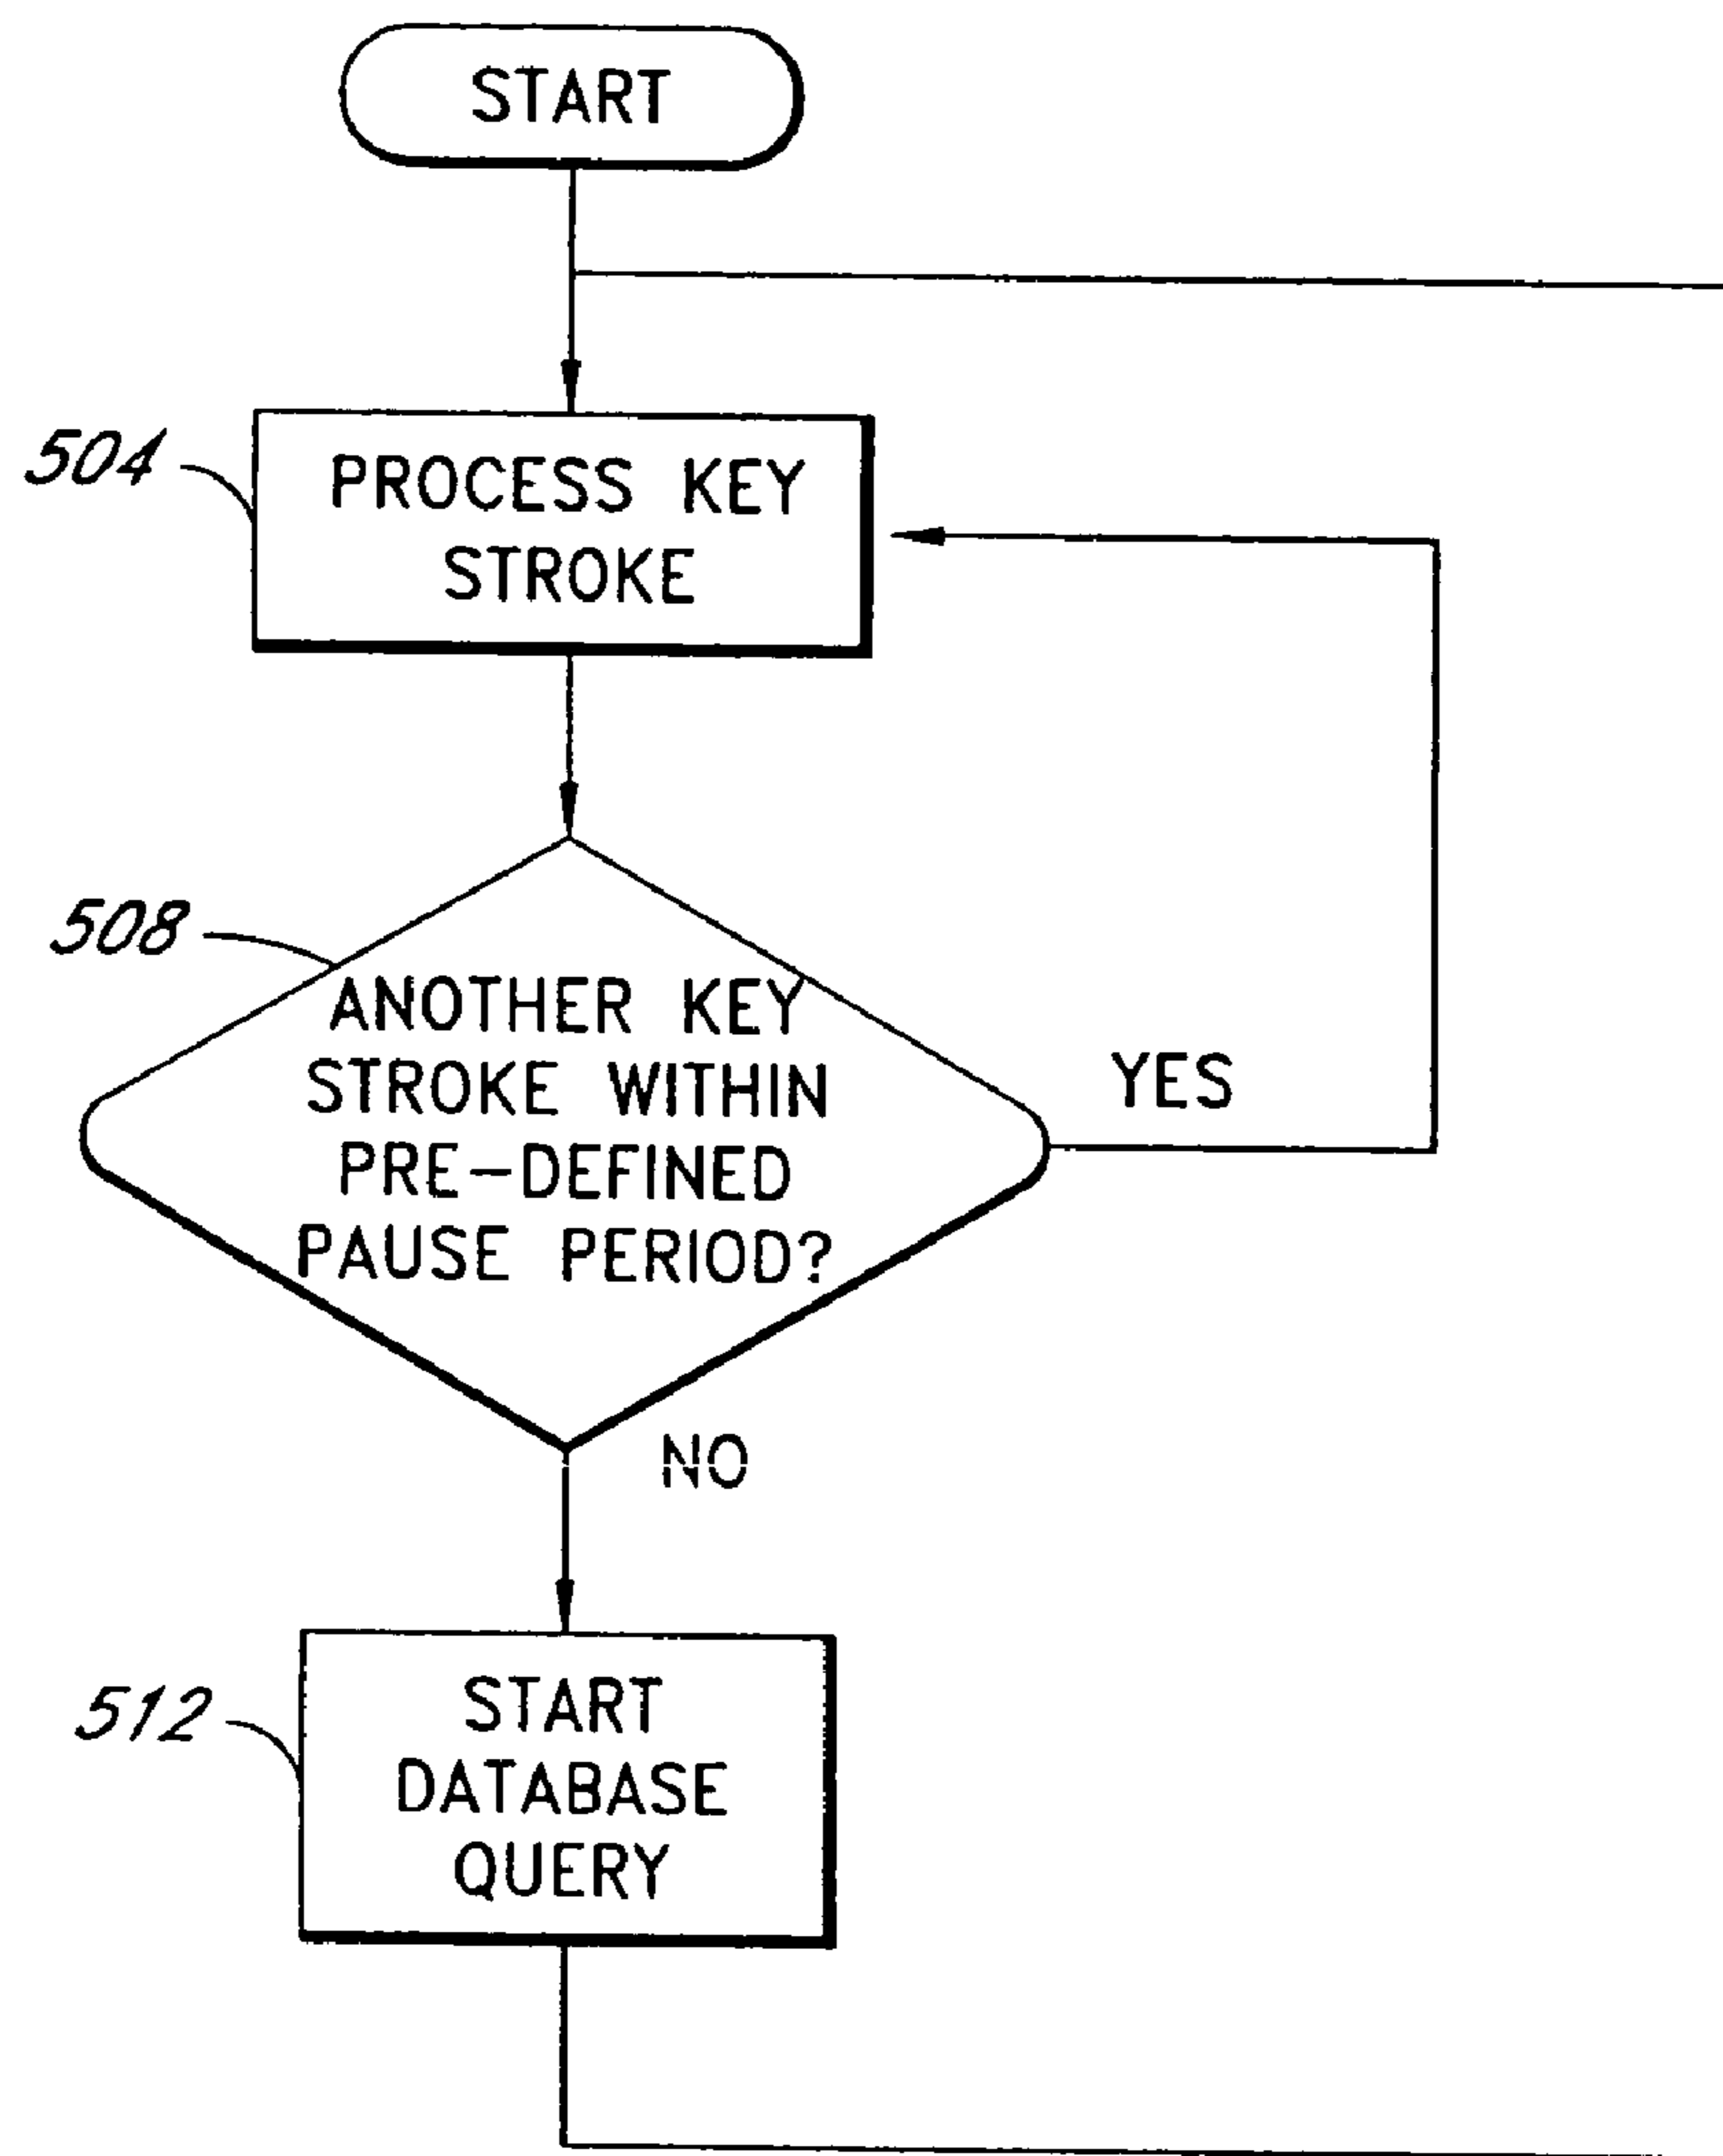 START
504
PROCESS KEY
STROKE
508
ANOTHER KEY
STROKE WITHIN
PRE-DEFINED
PAUSE PERIOD?
YES
NO
512
START
DATABASE
QUERY